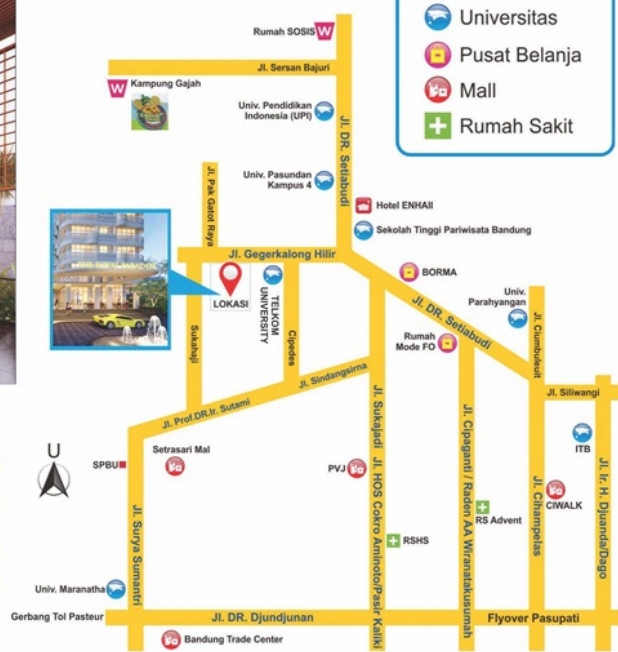 Universitas
Pusat Belanja
Mall
Rumah Sakit
Rumah SOSIS
W
Jl. Sersan Bajuri
W
Kampung Gajah
Univ. Pendidikan
Indonesia (UPI)
Jl. DR. Setiabudi
Jl. Pak Gatot Raya
Univ. Pasundan
Kampus 4
Hotel ENHAII
Sekolah Tinggi Pariwisata Bandung
Jl. Gegerkalong Hilir
LOKASI
TELKOM
UNIVERSITY
BORMA
Jl. DR. Setiabudi
Univ.
Parahyangan
Jl. Ciumbuleuit
Sukahaji
Cipedes
Rumah
Mode FO
Jl. Sindangsirna
Jl. Prof.DR.Ir. Sutami
Jl. Siliwangi
Jl. Sukajadi
Jl. HOS Cokro Aminoto/Pasir Kaliki
Jl. Cipaganti / Raden AA Wiranatakusumah
Jl. Cihampelas
Jl. Ir. H. Djuanda/Dago
ITB
U
SPBU
Setrasari Mal
PVJ
CIWALK
RS Advent
RSHS
Jl. Surya Sumantri
Univ. Maranatha
Gerbang Tol Pasteur
Jl. DR. Djundjunan
Flyover Pasupati
Bandung Trade Center